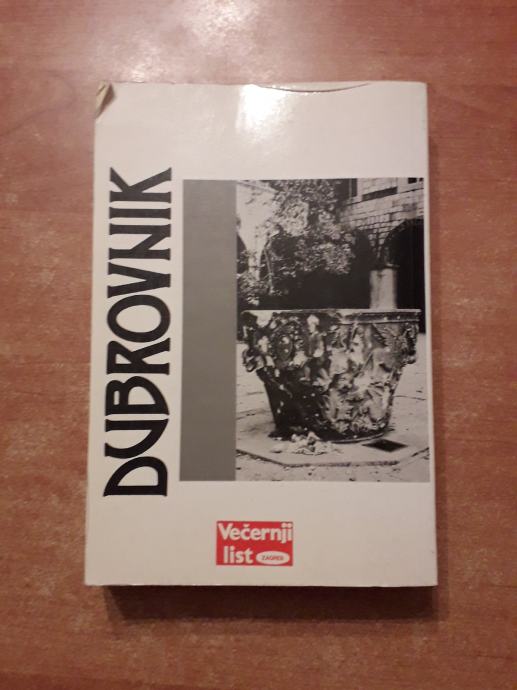 DUBROVNIK
Večernji
list ZAGREB